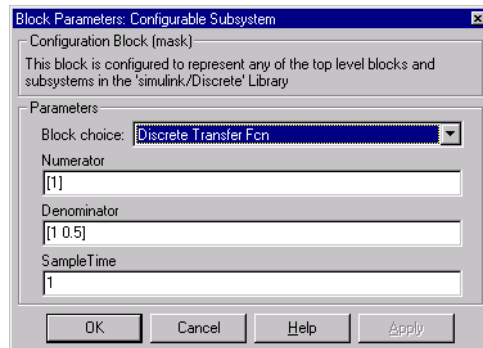 Block Parameters: Configurable Subsystem
Configuration Block (mask)
This block is configured to represent any of the top level blocks and
subsystems in the 'simulink/Discrete' Library
Parameters
Block choice: Discrete Transfer Fcn
Numerator
[1]
Denominator
[1 0.5]
SampleTime
1
OK Cancel Help Apply